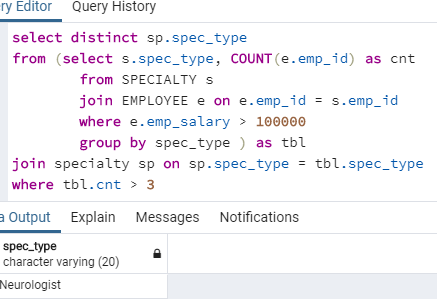 ry Editor Query History
select distinct sp.spec_type
from (select s.spec_type, COUNT(e.emp_id) as cnt
from SPECIALTY s
join EMPLOYEE e on e.emp_id = s.emp_id
where e.emp_salary > 100000
group by spec_type ) as tbl
join specialty sp on sp.spec_type = tbl.spec_type
where tbl.cnt > 3
a Output Explain Messages Notifications
spec_type
character varying (20)
Neurologist